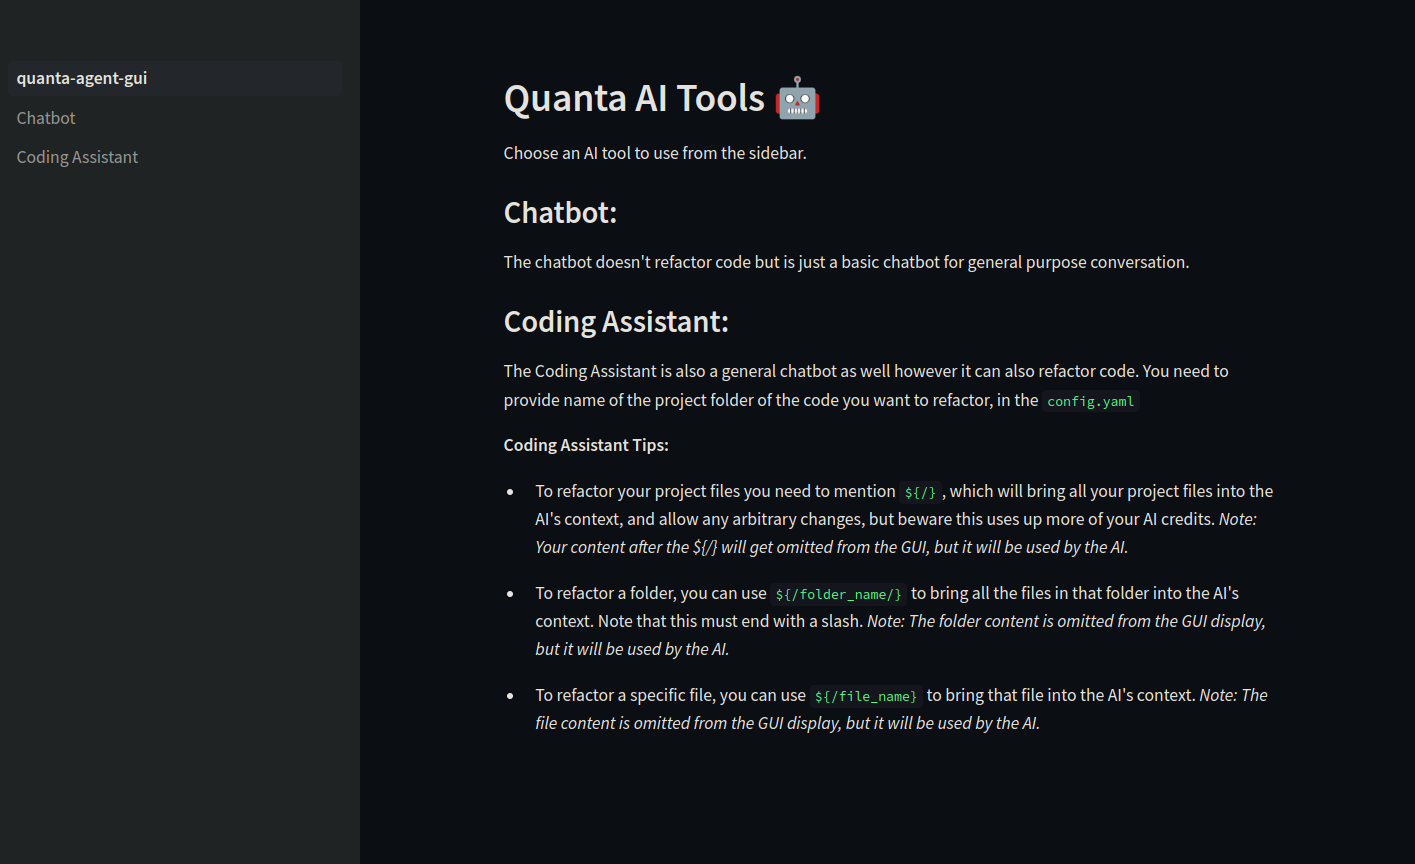 quanta-agent-gui
Chatbot
Coding Assistant
Quanta AI Tools 🤖
Choose an AI tool to use from the sidebar.
Chatbot:
The chatbot doesn't refactor code but is just a basic chatbot for general purpose conversation.
Coding Assistant:
The Coding Assistant is also a general chatbot as well however it can also refactor code. You need to
provide name of the project folder of the code you want to refactor, in the config.yaml
Coding Assistant Tips:
• To refactor your project files you need to mention ${/} , which will bring all your project files into the
AI's context, and allow any arbitrary changes, but beware this uses up more of your AI credits. Note:
Your content after the ${/} will get omitted from the GUI, but it will be used by the AI.
• To refactor a folder, you can use ${/folder_name/} to bring all the files in that folder into the AI's
context. Note that this must end with a slash. Note: The folder content is omitted from the GUI display,
but it will be used by the AI.
• To refactor a specific file, you can use ${/file_name} to bring that file into the AI's context. Note: The
file content is omitted from the GUI display, but it will be used by the AI.